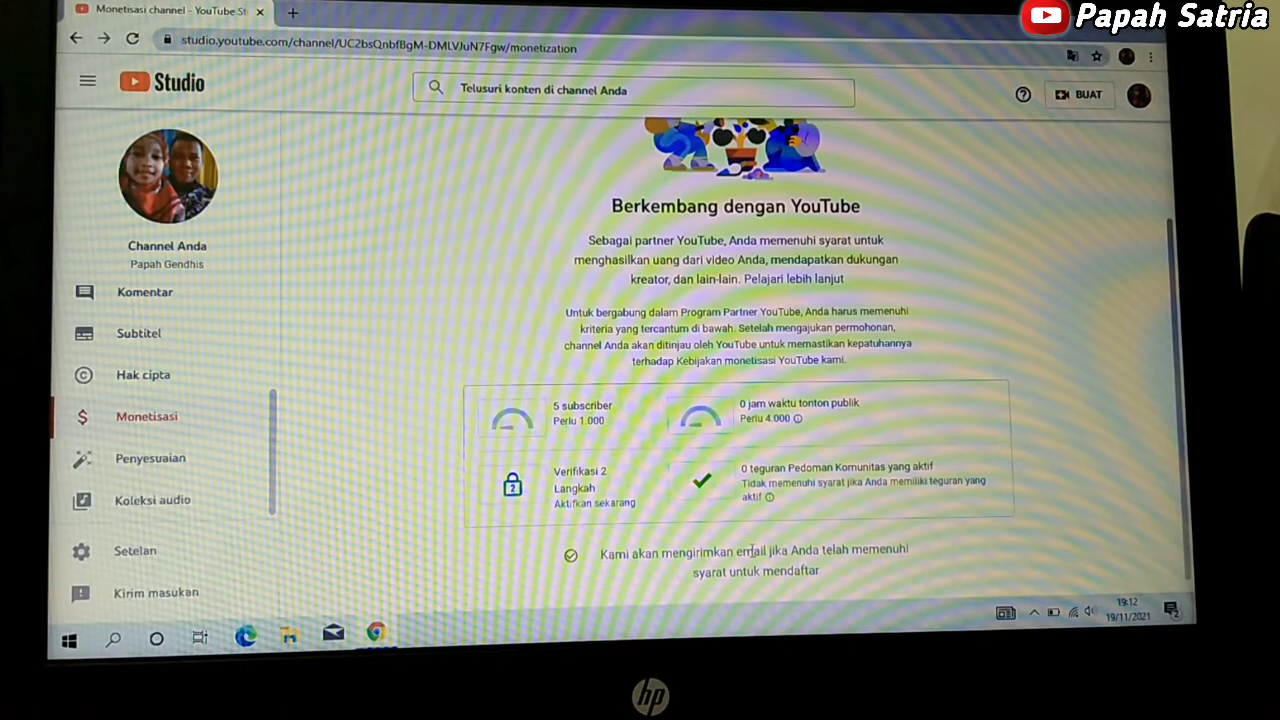 Monetisasi channel - YouTube St
Papah Satria
studio.youtube.com/channel/UC2bsQnbfBgM-DMLVJuN7Fgw/monetization
Studio
Telusuri konten di channel Anda
BUAT
Channel Anda
Papah Gendhis
Komentar
Subtitel
Hak cipta
Monetisasi
Penyesuaian
Koleksi audio
Setelan
Kirim masukan
Berkembang dengan YouTube
Sebagai partner YouTube, Anda memenuhi syarat untuk
menghasilkan uang dari video Anda, mendapatkan dukungan
kreator, dan lain-lain. Pelajari lebih lanjut
Untuk bergabung dalam Program Partner YouTube, Anda harus memenuhi
kriteria yang tercantum di bawah. Setelah mengajukan permohonan,
channel Anda akan ditinjau oleh YouTube untuk memastikan kepatuhannya
terhadap Kebijakan monetisasi YouTube kami.
5 subscriber
Perlu 1.000
0 jam waktu tonton publik
Perlu 4.000
2
Verifikasi 2
Langkah
Aktifkan sekarang
0 teguran Pedoman Komunitas yang aktif
Tidak memenuhi syarat jika Anda memiliki teguran yang
aktif
Kami akan mengirimkan email jika Anda telah memenuhi
syarat untuk mendaftar
19:12
19/11/2021
2
hp